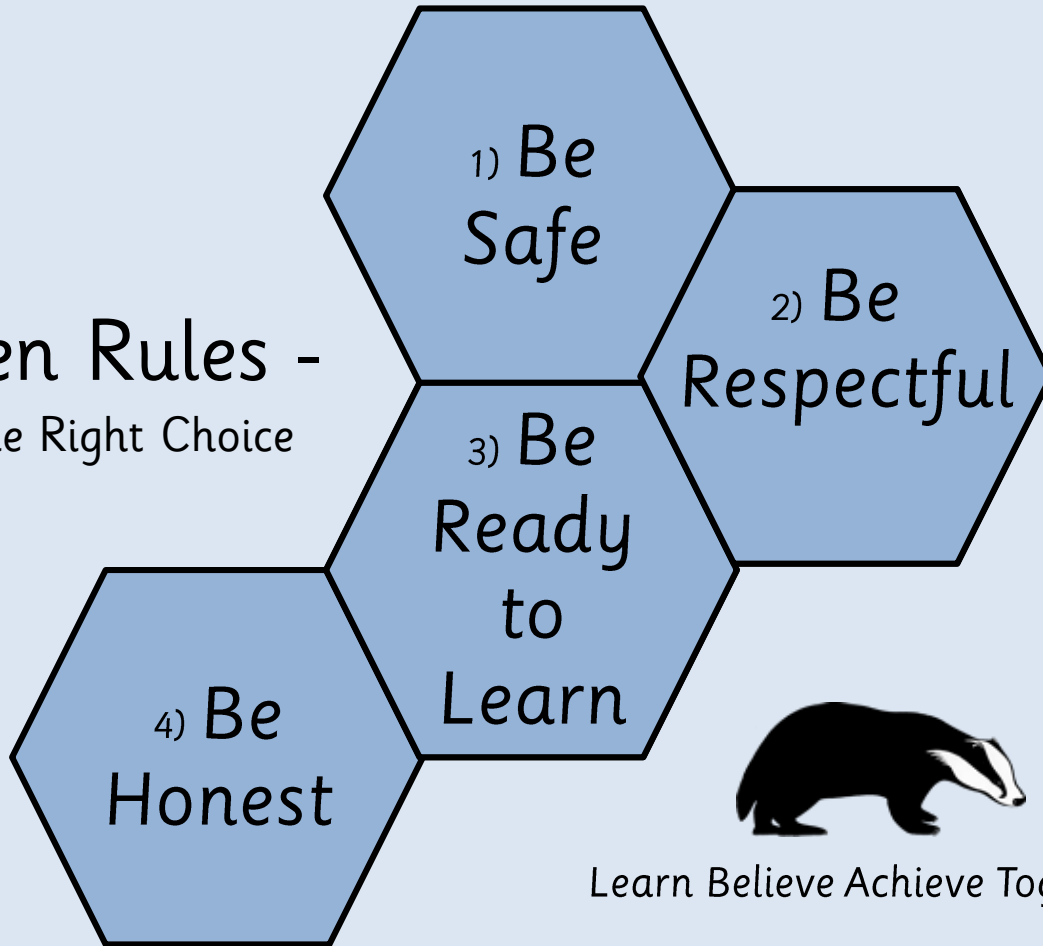 1) Be
Safe
2) Be
Respectful
en Rules -
e Right Choice
3) Be
Ready
to
Learn
4) Be
Honest
Learn Believe Achieve Tog